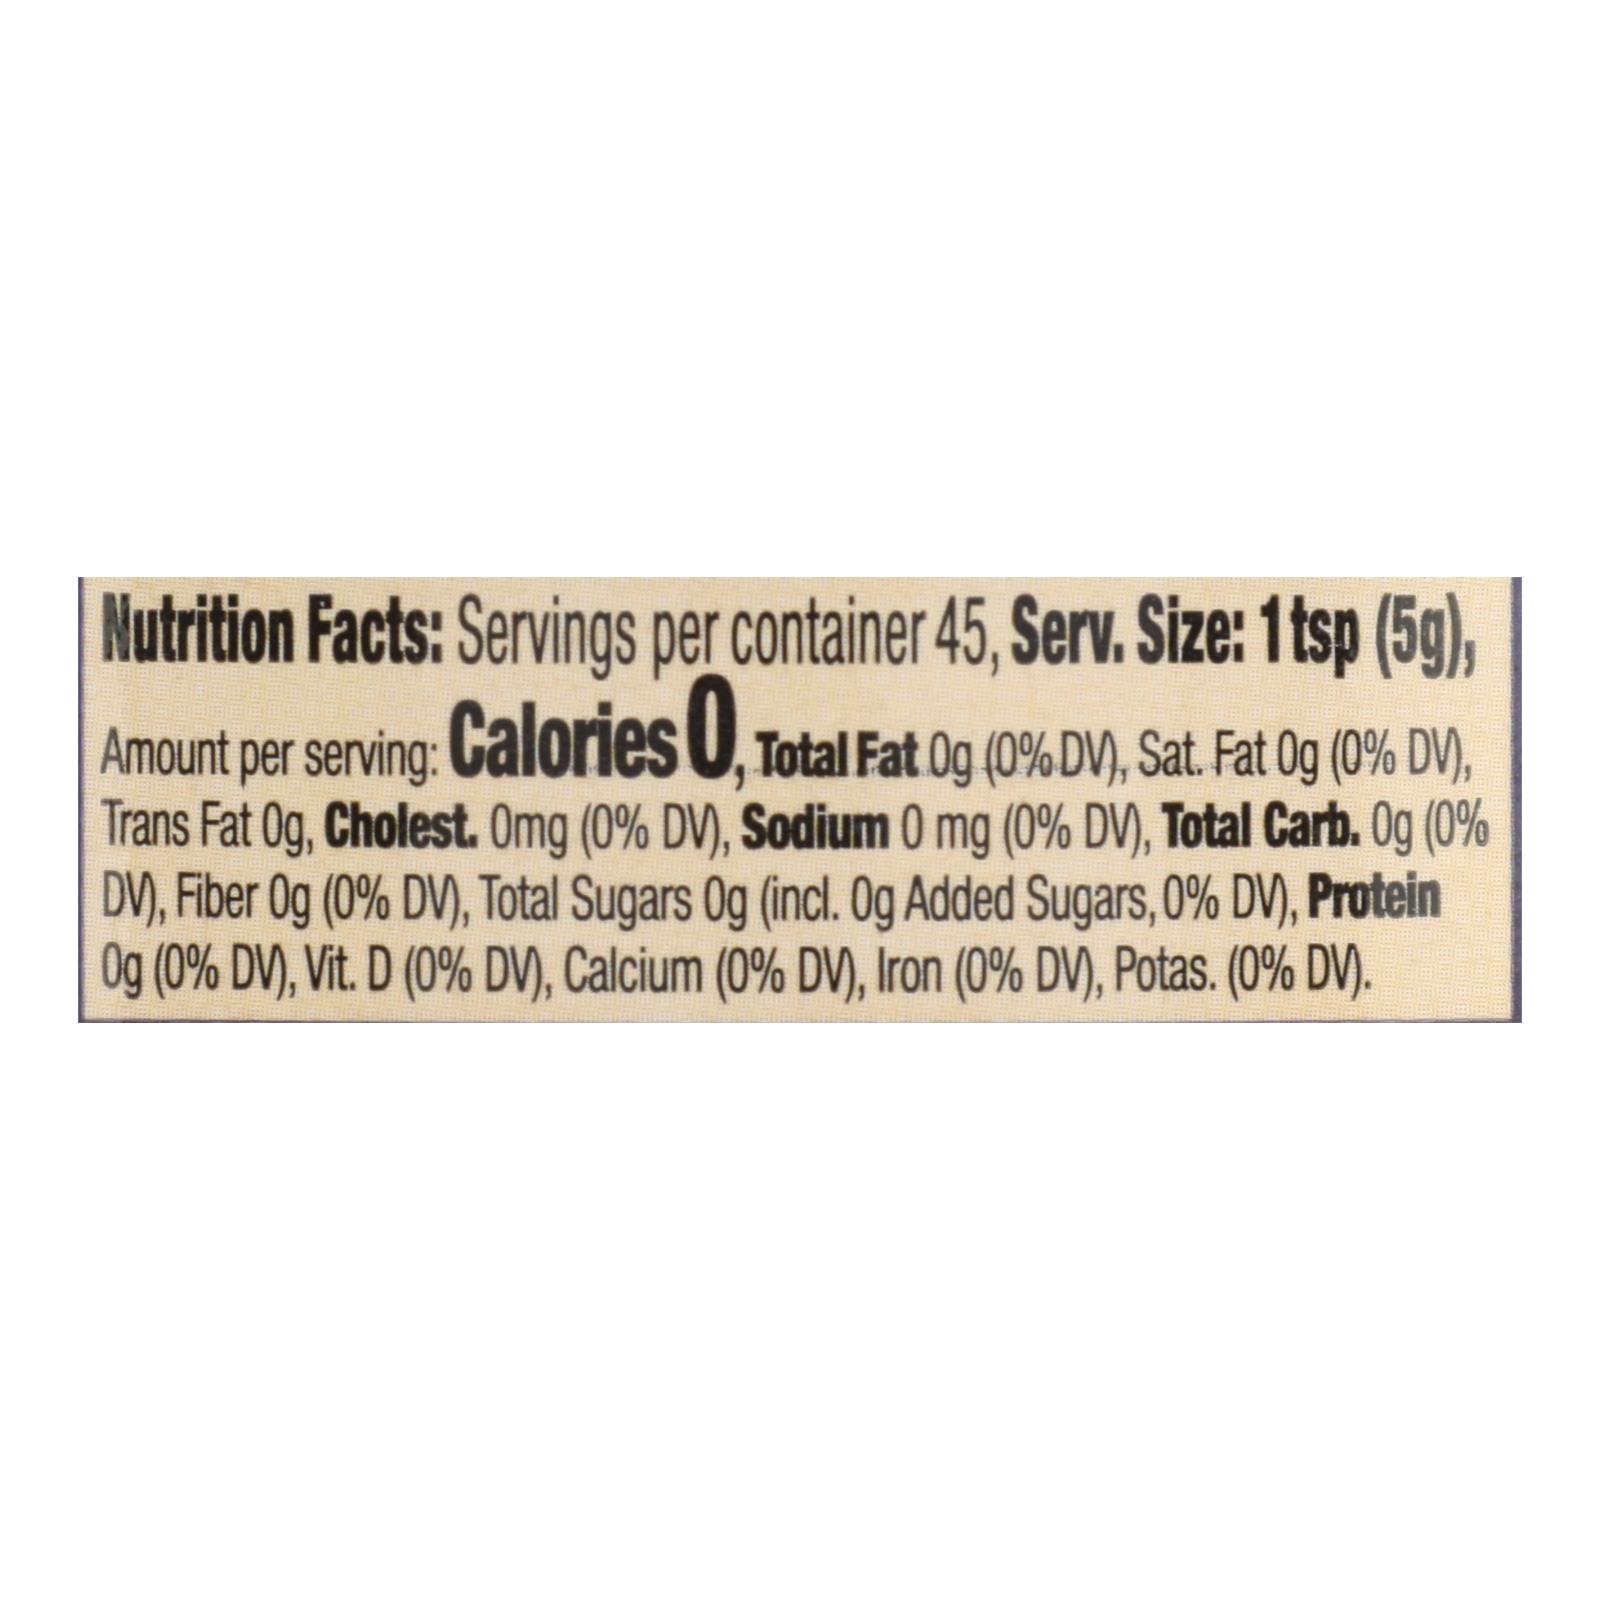 Nutrition Facts: Servings per container 45, Serv. Size: 1 tsp (5g),
Amount per serving: Calories 0, Total Fat 0g (0% DV), Sat. Fat 0g (0% DV),
Trans Fat 0g, Cholest. 0mg (0% DV), Sodium 0 mg (0% DV), Total Carb. 0g (0%
DV), Fiber 0g (0% DV), Total Sugars 0g (incl. 0g Added Sugars, 0% DV), Protein
0g (0% DV), Vit. D (0% DV), Calcium (0% DV), Iron (0% DV), Potas. (0% DV).